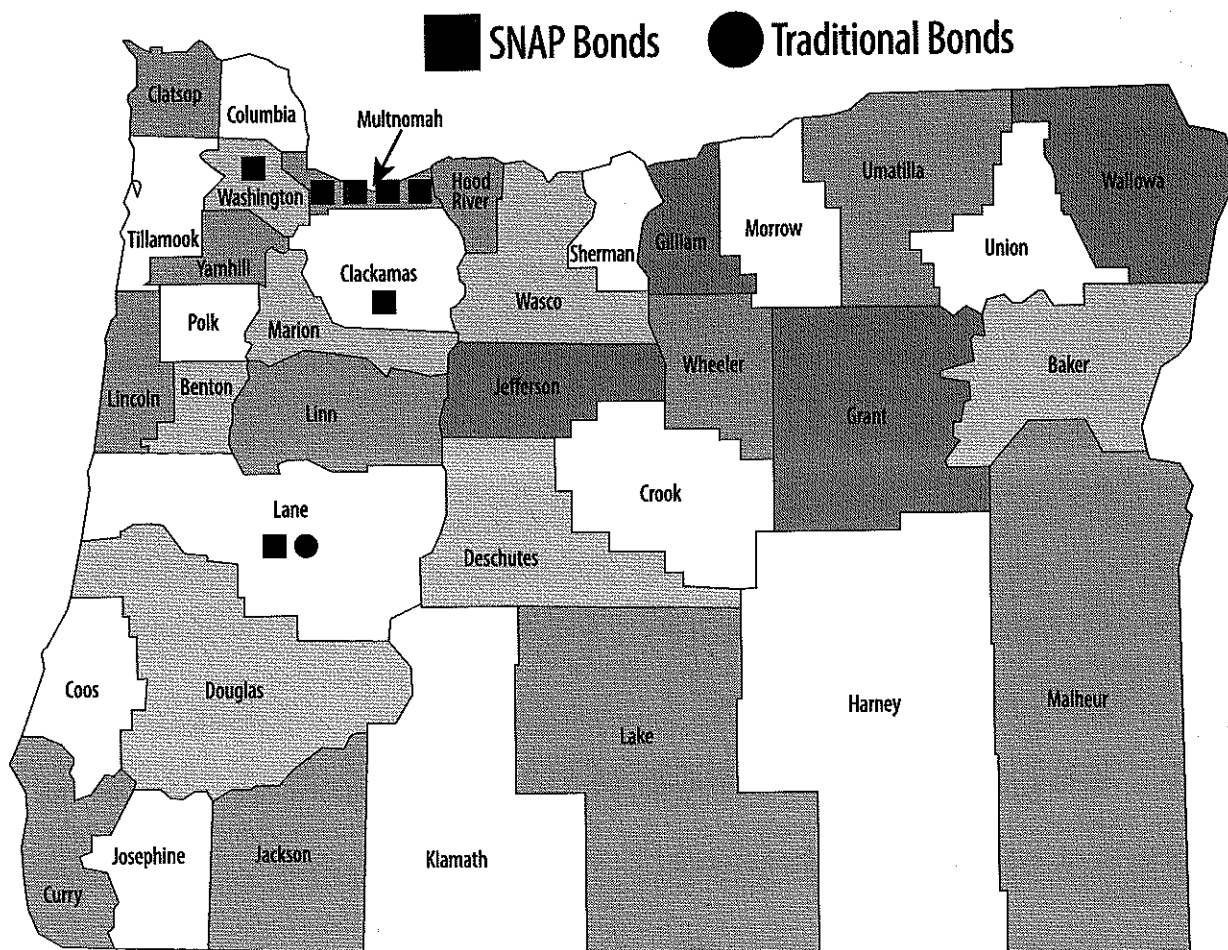 SNAP Bonds Traditional Bonds
Clatsop
Columbia
Multnomah
Washington
Hood
River
Umatilla
Wallowa
Tillamook
Yamhill
Clackamas
Sherman
Gilliam
Morrow
Union
Wasco
Polk
Marion
Lincoln
Benton
Linn
Jefferson
Wheeler
Grant
Baker
Lane
Crook
Deschutes
Coos
Douglas
Lake
Harney
Malheur
Curry
Josephine
Jackson
Klamath